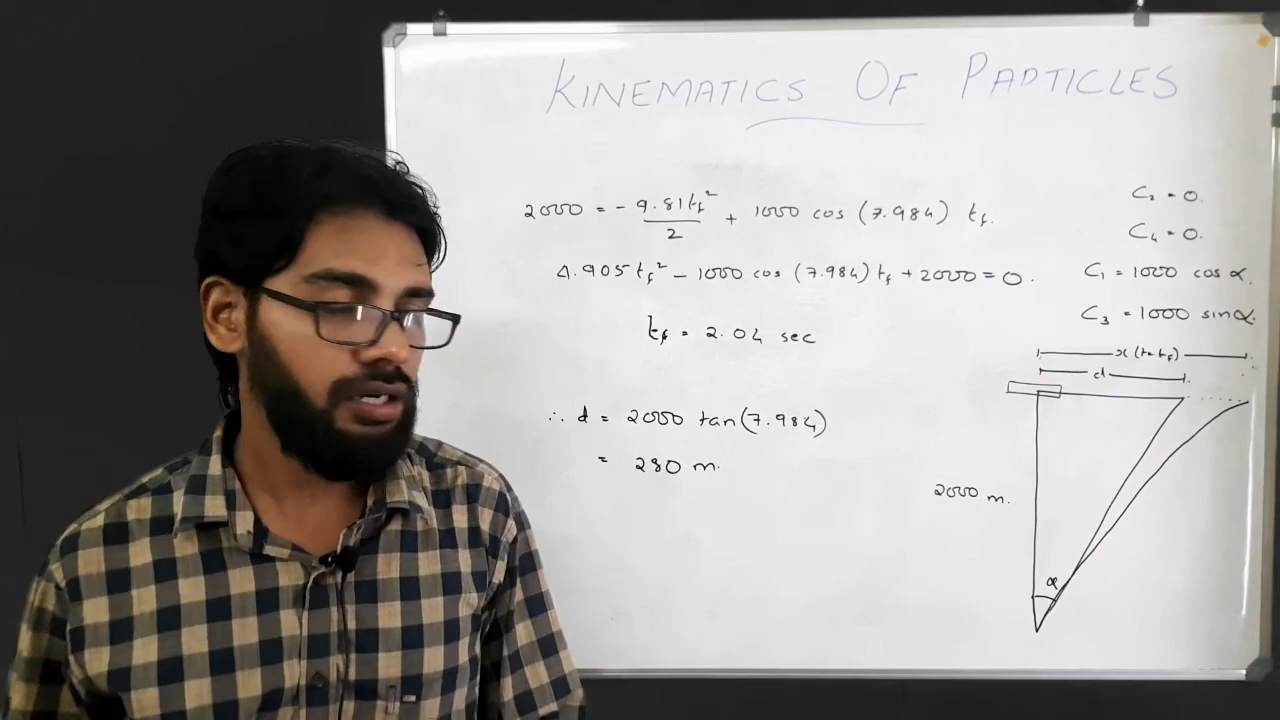 KINEMATICS OF PARTICLES
2000 = - 9.81tf²/2 + 1000 cos (7.984) tf.
4.905 tf² - 1000 cos (7.984) tf + 2000 = 0.
tf = 2.04 sec
∴ d = 2000 tan(7.984)
= 280 m.
C₂ = 0.
C₄ = 0.
C₁ = 1000 cos α.
C₃ = 1000 sin α.
x(t=tf)
d
2000 m.
α